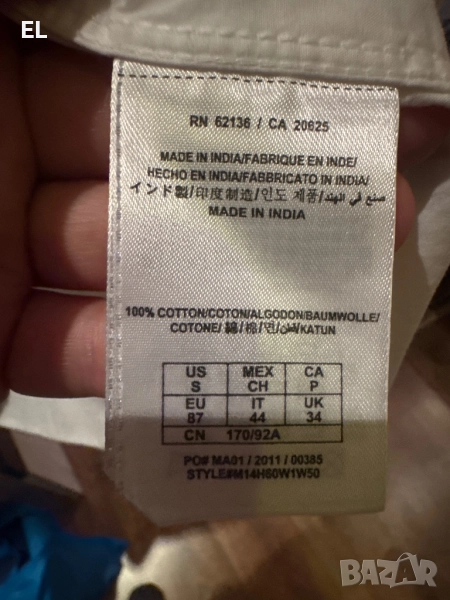 EL
RN 62136 / CA 20625
MADE IN INDIA/FABRIQUE EN INDE/
HECHO EN INDIA/FABBRICATO IN INDIA/
インド製/印度制造/인도 제품/صنع في الهند/
MADE IN INDIA
100% COTTON/COTON/ALGODON/BAUMWOLLE/
COTONE/綿/棉/면/قطن/KATUN
US MEX CA
S CH P
EU IT UK
87 44 34
CN 170/92A
PO# MA01 / 2011 / 00385
STYLE#M14H60W1W50
BAZAR